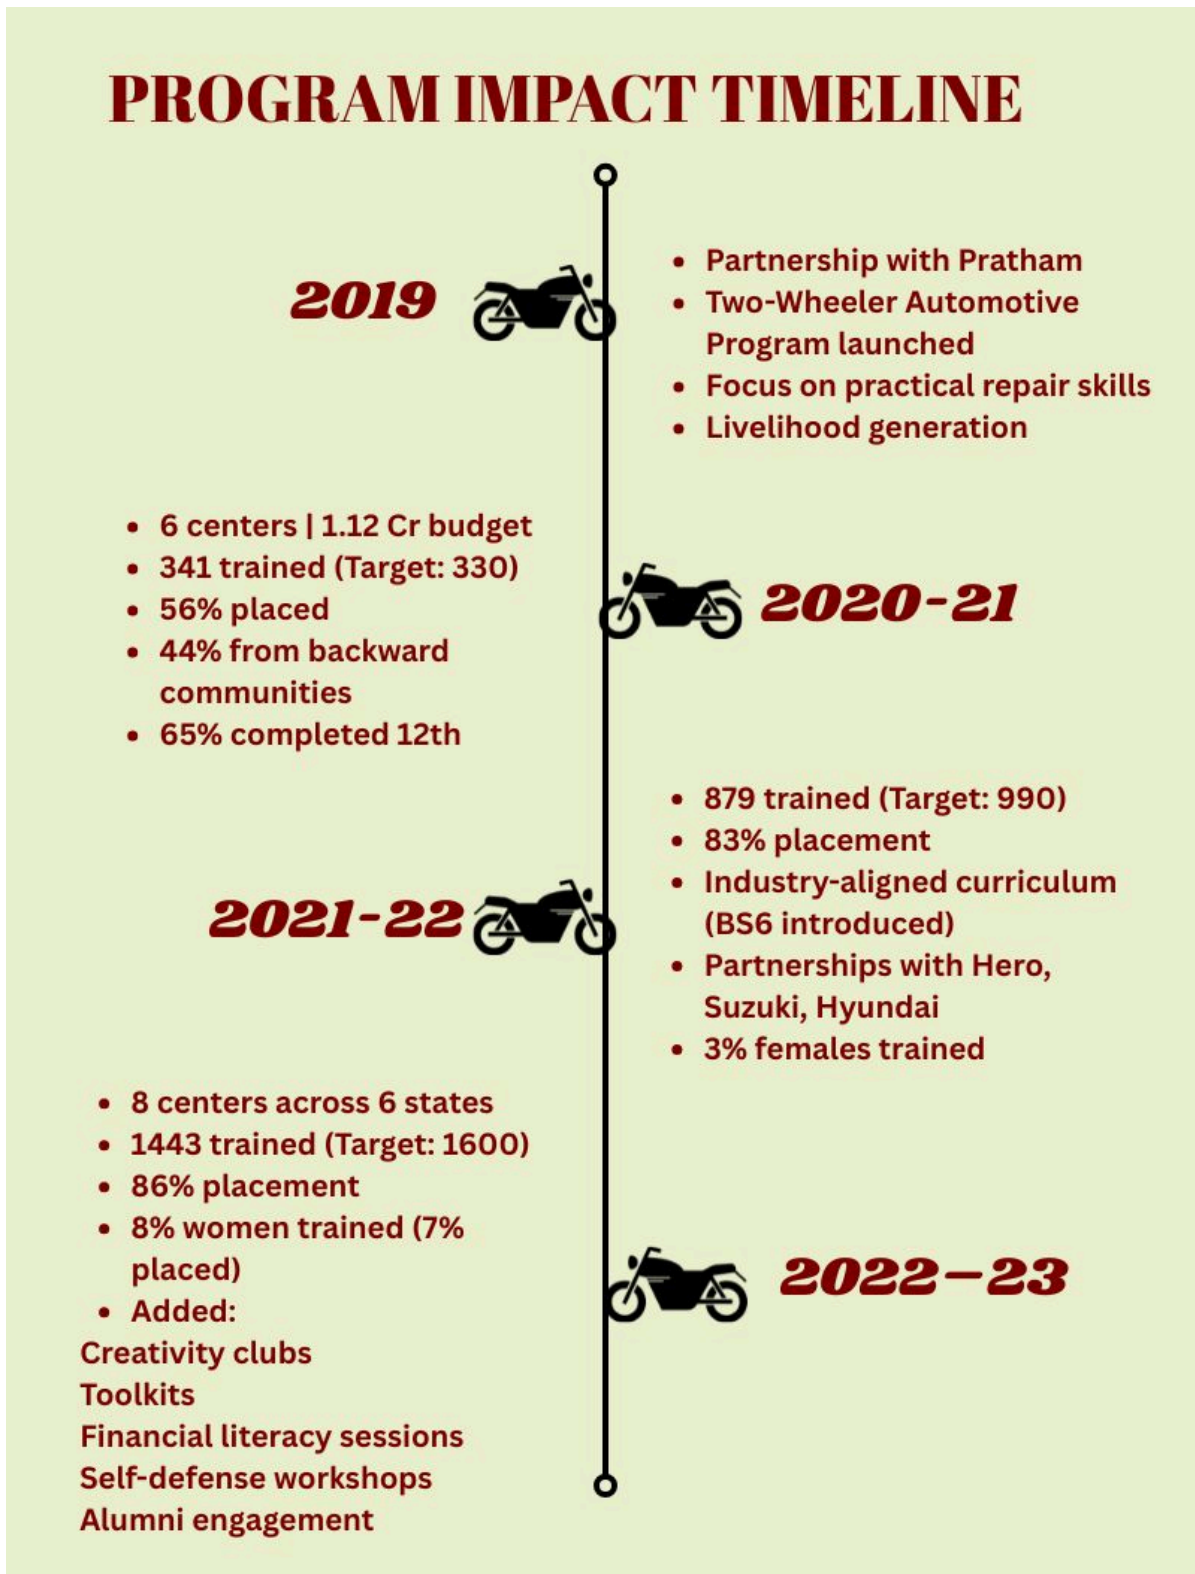 PROGRAM IMPACT TIMELINE
2019
• Partnership with Pratham
• Two-Wheeler Automotive
Program launched
• Focus on practical repair skills
• Livelihood generation
• 6 centers | 1.12 Cr budget
• 341 trained (Target: 330)
• 56% placed
• 44% from backward
communities
• 65% completed 12th
2020-21
• 879 trained (Target: 990)
• 83% placement
• Industry-aligned curriculum
(BS6 introduced)
• Partnerships with Hero,
Suzuki, Hyundai
• 3% females trained
2021-22
• 8 centers across 6 states
• 1443 trained (Target: 1600)
• 86% placement
• 8% women trained (7%
placed)
• Added:
Creativity clubs
Toolkits
Financial literacy sessions
Self-defense workshops
Alumni engagement
2022–23